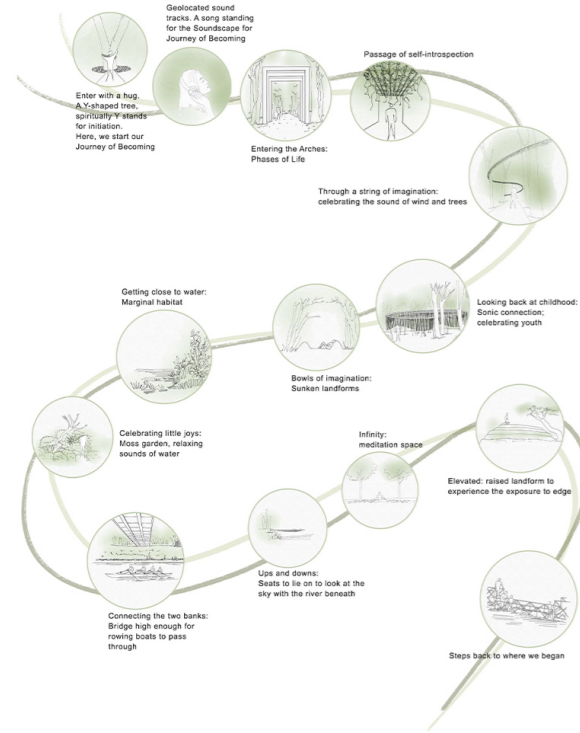 Geolocated sound
tracks. A song standing
for the Soundscape for
Journey of Becoming
Enter with a hug.
A Y-shaped tree,
spiritually Y stands
for initiation.
Here, we start our
Journey of Becoming
Entering the Arches:
Phases of Life
Passage of self-introspection
Through a string of imagination:
celebrating the sound of wind and trees
Looking back at childhood:
Sonic connection;
celebrating youth
Bowls of imagination:
Sunken landforms
Getting close to water:
Marginal habitat
Celebrating little joys:
Moss garden, relaxing
sounds of water
Connecting the two banks:
Bridge high enough for
rowing boats to pass
through
Ups and downs:
Seats to lie on to look at the
sky with the river beneath
Infinity:
meditation space
Elevated: raised landform to
experience the exposure to edge
Steps back to where we began